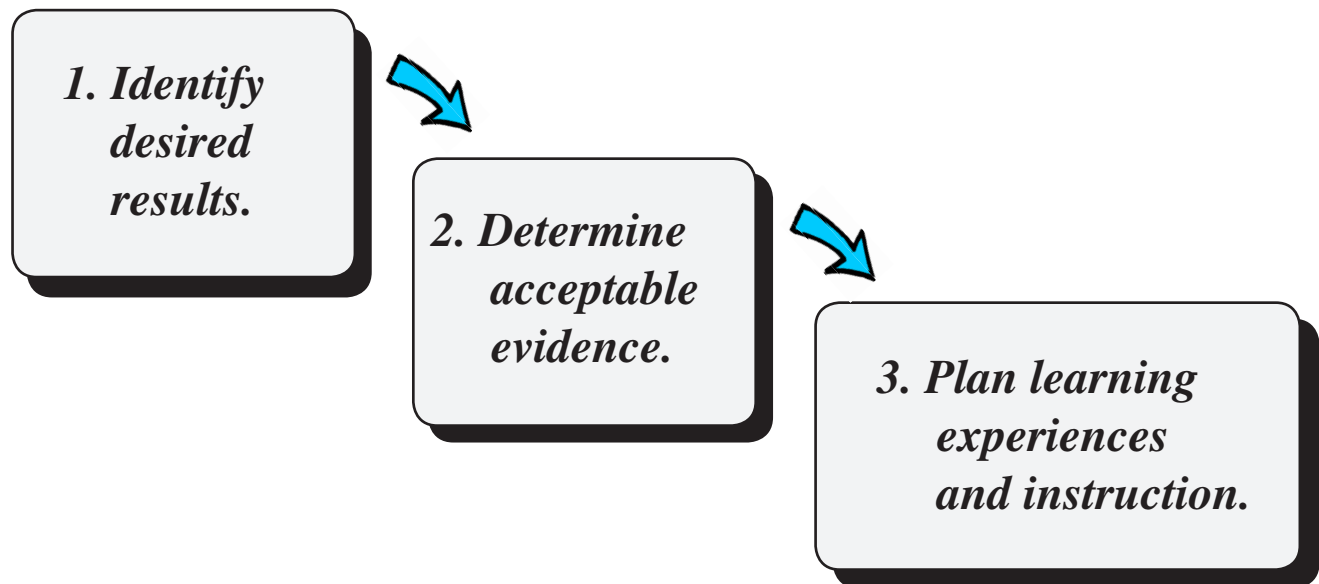 1. Identify
desired
results.
2. Determine
acceptable
evidence.
3. Plan learning
experiences
and instruction.